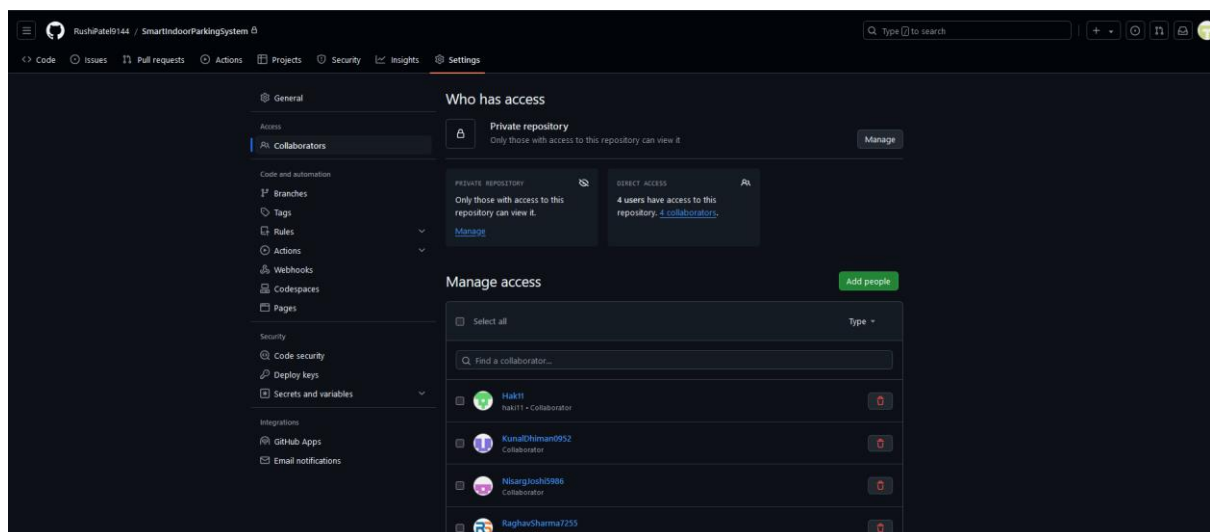 RushiPatel9144 / SmartIndoorParkingSystem
Type / to search
Code Issues Pull requests Actions Projects Security Insights Settings
General
Access
Collaborators
Code and automation
Branches
Tags
Rules
Actions
Webhooks
Codespaces
Pages
Security
Code security
Deploy keys
Secrets and variables
Integrations
GitHub Apps
Email notifications
Who has access
Private repository
Only those with access to this repository can view it
Manage
PRIVATE REPOSITORY
Only those with access to this
repository can view it.
Manage
DIRECT ACCESS
4 users have access to this
repository. 4 collaborators.
Manage access
Add people
Select all
Type
Find a collaborator...
Hak11
haki11 • Collaborator
KunalDhiman0952
Collaborator
NisargJoshi5986
Collaborator
RaghavSharma7255